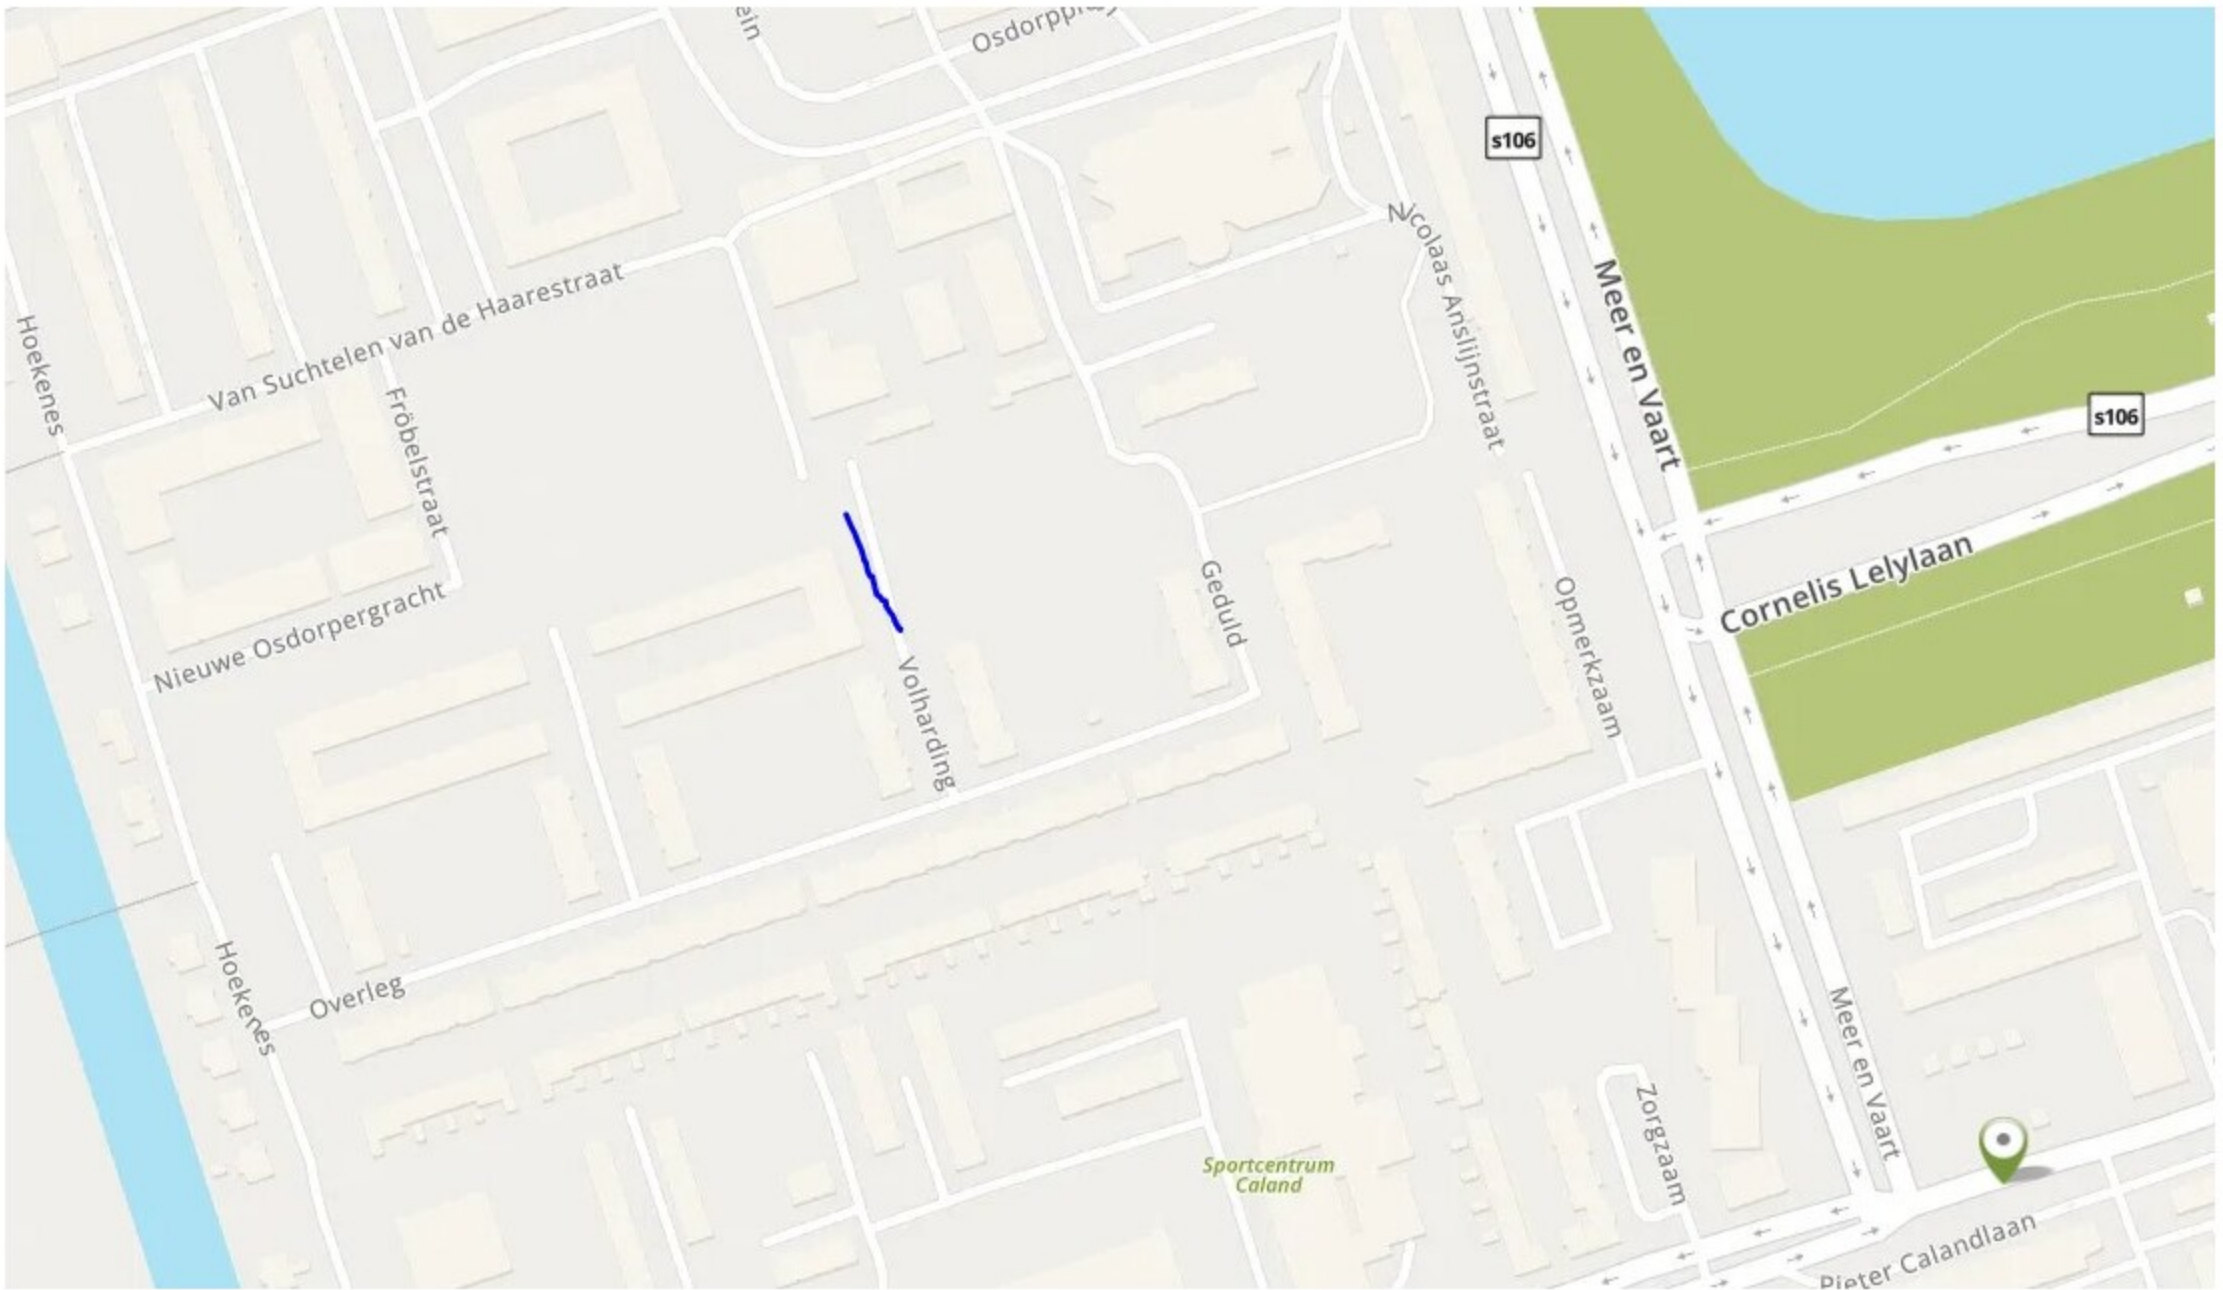 ein
Osdorpplein
s106
Nicolaas Anslijnstraat
Meer en Vaart
Van Suchtelen van de Haarestraat
Hoekenes
Fröbelstraat
s106
Cornelis Lelylaan
Nieuwe Osdorpergracht
Geduld
Opmerkzaam
Volharding
Hoekenes
Overleg
Meer en Vaart
Zorgzaam
Sportcentrum
Caland
Pieter Calandlaan